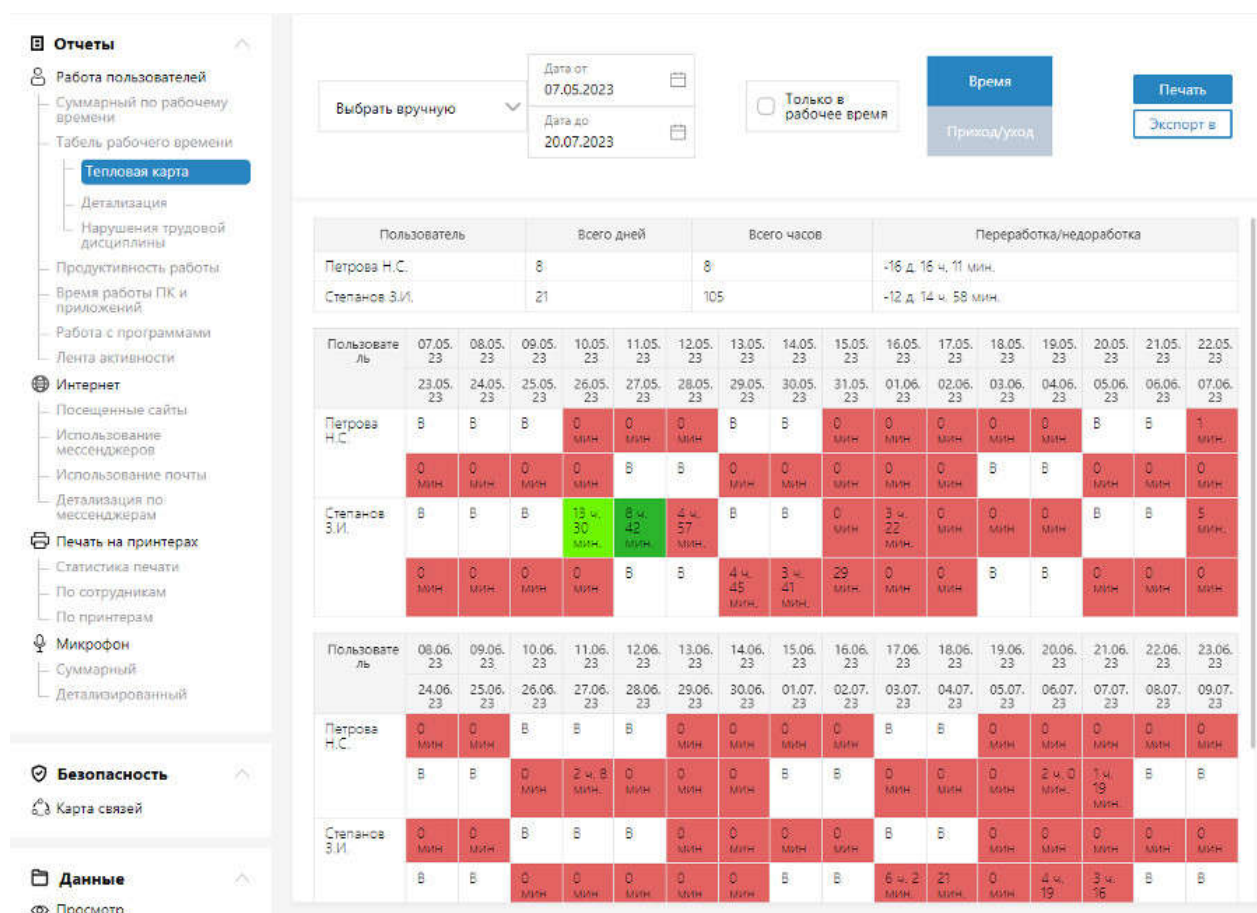 Отчеты
Работа пользователей
Суммарный по рабочему
времени
Табель рабочего времени
Тепловая карта
Детализация
Нарушения трудовой
дисциплины
Продуктивность работы
Время работы ПК и
приложений
Работа с программами
Лента активности
Интернет
Посещенные сайты
Использование
мессенджеров
Использование почты
Детализация по
мессенджерам
Печать на принтерах
Статистика печати
По сотрудникам
По принтерам
Микрофон
Суммарный
Детализированный
Безопасность
Карта связей
Данные
Просмотр
Выбрать вручную
Дата от
07.05.2023
Дата до
20.07.2023
Только в
рабочее время
Время
Приход/уход
Печать
Экспорт в
Пользователь Всего дней Всего часов Переработка/недоработка
Петрова Н.С. 8 8 -16 д. 16 ч. 11 мин.
Степанов З.И. 21 105 -12 д. 14 ч. 58 мин.
Пользовате 07.05. 08.05. 09.05. 10.05. 11.05. 12.05. 13.05. 14.05. 15.05. 16.05. 17.05. 18.05. 19.05. 20.05. 21.05. 22.05.
ль 23 23 23 23 23 23 23 23 23 23 23 23 23 23 23 23
23.05. 24.05. 25.05. 26.05. 27.05. 28.05. 29.05. 30.05. 31.05. 01.06. 02.06. 03.06. 04.06. 05.06. 06.06. 07.06.
23 23 23 23 23 23 23 23 23 23 23 23 23 23 23 23
Петрова В В В 0 0 0 В В 0 0 0 0 0 В В 1
Н.С. мин мин мин мин мин мин мин мин мин.
0 0 0 0 В В 0 0 0 0 0 В В 0 0 0
мин мин мин мин мин мин мин мин мин мин мин мин
Степанов В В В 13 ч. 8 ч. 4 ч. В В 0 3 ч. 0 0 0 В В 5
З.И. 30 42 57 мин 22 мин мин мин мин.
мин. мин. мин. мин.
0 0 0 0 В В 4 ч. 3 ч. 29 0 0 В В 0 0 0
мин мин мин мин 45 41 мин. мин мин мин мин мин
мин. мин.
Пользовате 08.06. 09.06. 10.06. 11.06. 12.06. 13.06. 14.06. 15.06. 16.06. 17.06. 18.06. 19.06. 20.06. 21.06. 22.06. 23.06.
ль 23 23 23 23 23 23 23 23 23 23 23 23 23 23 23 23
24.06. 25.06. 26.06. 27.06. 28.06. 29.06. 30.06. 01.07. 02.07. 03.07. 04.07. 05.07. 06.07. 07.07. 08.07. 09.07.
23 23 23 23 23 23 23 23 23 23 23 23 23 23 23 23
Петрова 0 0 В В В 0 0 0 0 В В 0 0 0 0 0
Н.С. мин мин мин мин мин мин мин мин мин мин мин
В В 0 2 ч. 8 0 0 0 В В 0 0 0 2 ч. 0 1 ч. В В
мин мин. мин мин мин мин мин мин мин. 19
мин.
Степанов 0 0 В В В 0 0 0 0 В В 0 0 0 0 0
З.И. мин мин мин мин мин мин мин мин мин мин мин
В В 0 0 0 0 0 В В 6 ч. 2 21 0 4 ч. 3 ч. В В
мин мин мин мин мин мин. мин. мин 19 16